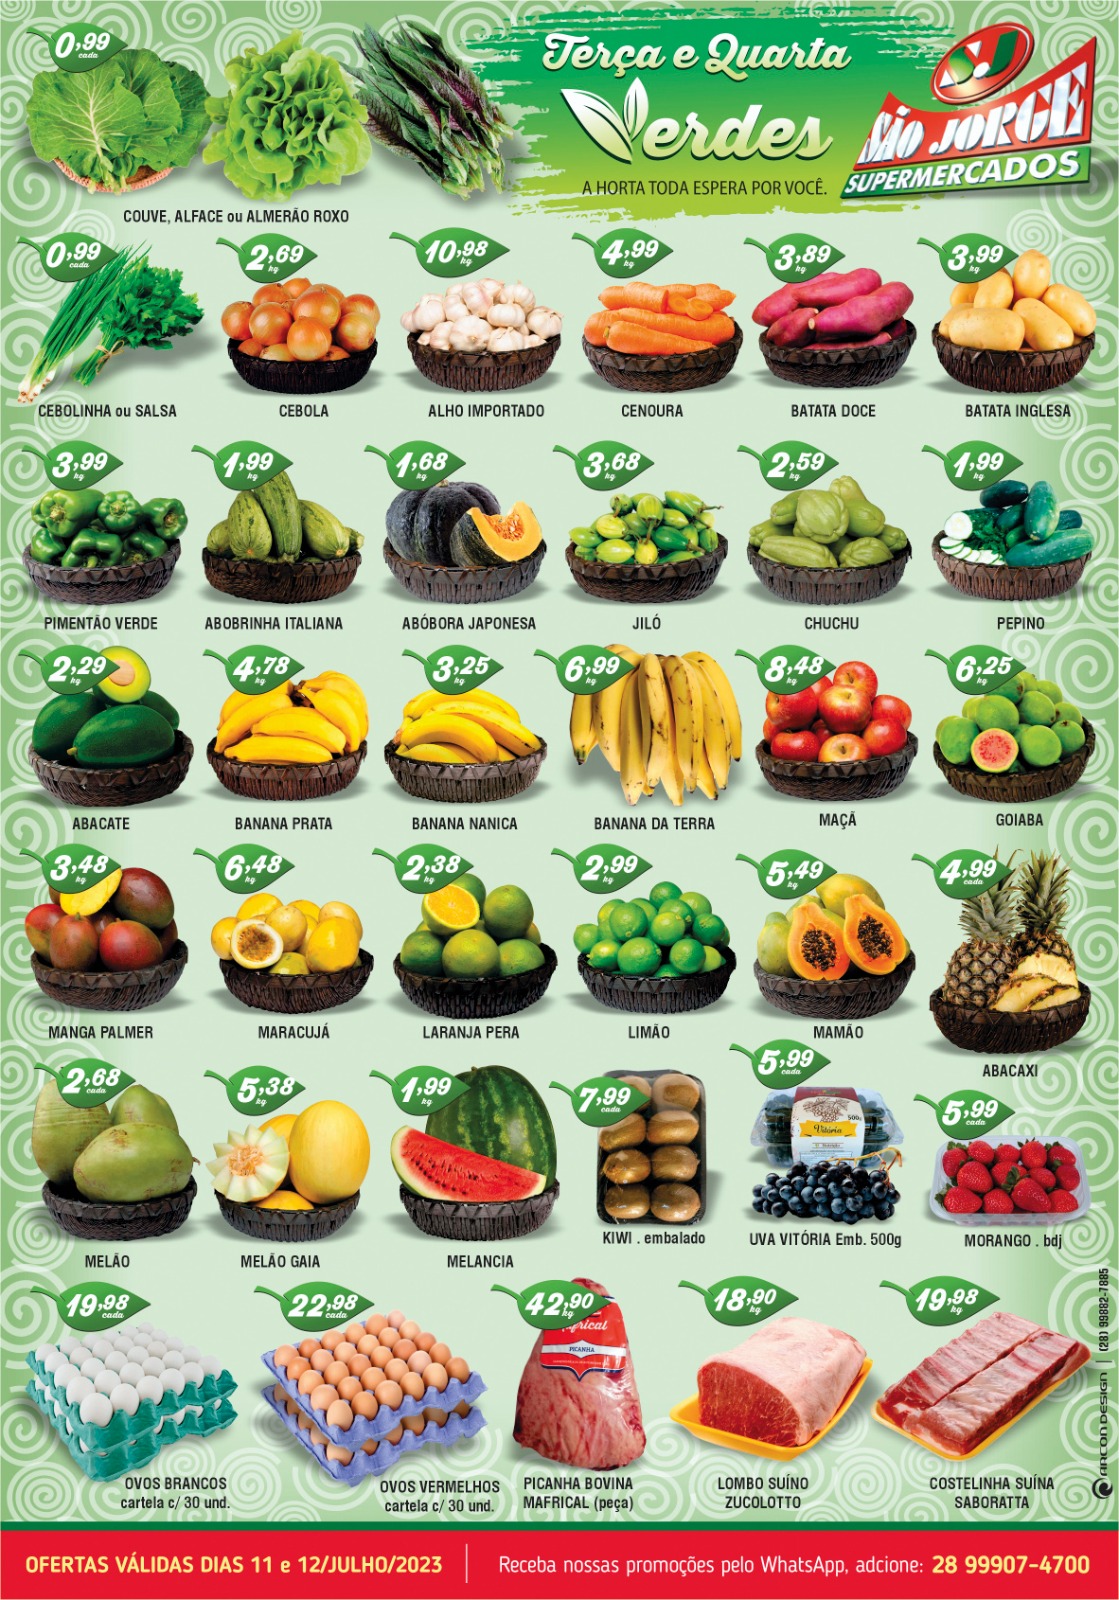 0,99
cada
Terça e Quarta
Verdes
A HORTA TODA ESPERA POR VOCÊ.
SJ
SÃO JORGE
SUPERMERCADOS
COUVE, ALFACE ou ALMERÃO ROXO
0,99
cada
2,69
kg
10,98
kg
4,99
kg
3,89
kg
3,99
kg
CEBOLINHA ou SALSA
CEBOLA
ALHO IMPORTADO
CENOURA
BATATA DOCE
BATATA INGLESA
3,99
kg
1,99
kg
1,68
kg
3,68
kg
2,59
kg
1,99
kg
PIMENTÃO VERDE
ABOBRINHA ITALIANA
ABÓBORA JAPONESA
JILÓ
CHUCHU
PEPINO
2,29
kg
4,78
kg
3,25
kg
6,99
kg
8,48
kg
6,25
kg
ABACATE
BANANA PRATA
BANANA NANICA
BANANA DA TERRA
MAÇÃ
GOIABA
3,48
kg
6,48
kg
2,38
kg
2,99
kg
5,49
kg
4,99
cada
MANGA PALMER
MARACUJÁ
LARANJA PERA
LIMÃO
MAMÃO
ABACAXI
2,68
cada
5,38
kg
1,99
kg
7,99
cada
5,99
cada
5,99
cada
Vitória
500g
MELÃO
MELÃO GAIA
MELANCIA
KIWI . embalado
UVA VITÓRIA Emb. 500g
MORANGO . bdj
19,98
cada
22,98
cada
42,90
kg
18,90
kg
19,98
kg
Mafrical
PICANHA
OVOS BRANCOS
cartela c/ 30 und.
OVOS VERMELHOS
cartela c/ 30 und.
PICANHA BOVINA
MAFRICAL (peça)
LOMBO SUÍNO
ZUCOLOTTO
COSTELINHA SUÍNA
SABORATTA
ARCON DESIGN | (28) 99882-7885
OFERTAS VÁLIDAS DIAS 11 e 12/JULHO/2023
Receba nossas promoções pelo WhatsApp, adcione: 28 99907-4700